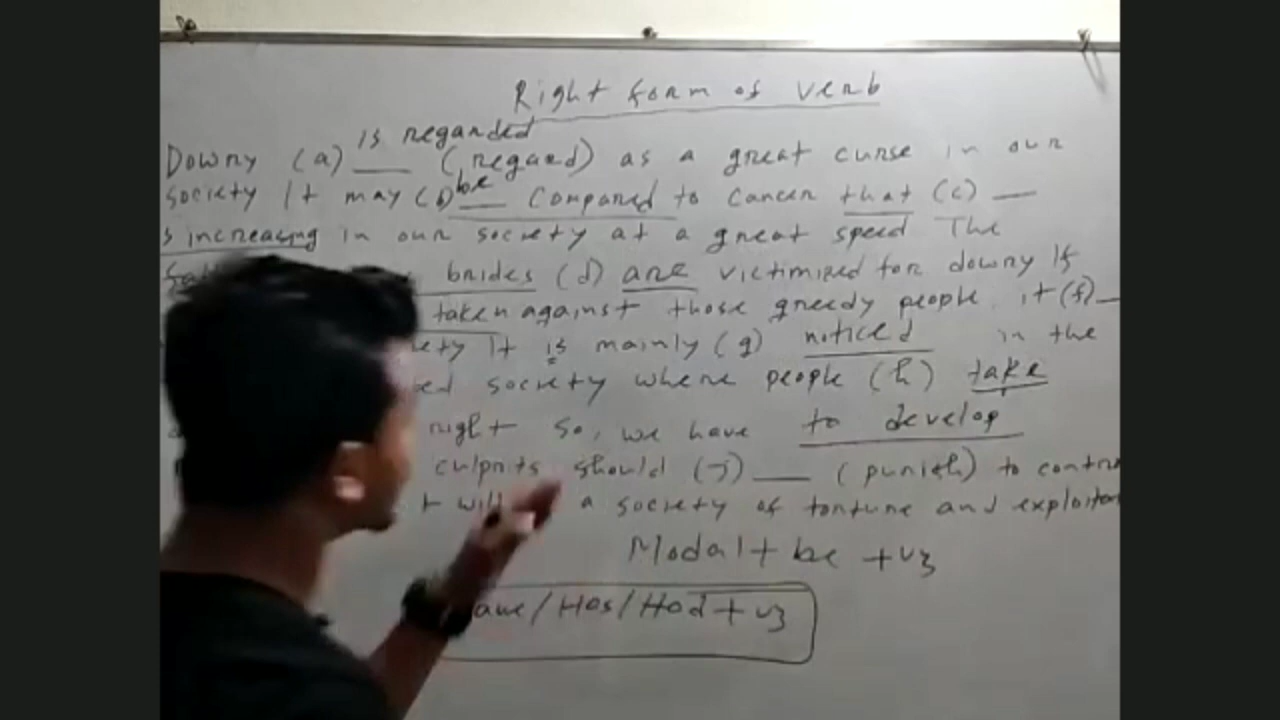 Right form of verb
is regarded
Downy (a) ___ (regard) as a great curse in our
society It may (b) be ___ compared to cancer that (c) ___
is increasing in our society at a great speed The
brides (d) are victimized for downy If
taken against those greedy people. it (f) ___
It is mainly (g) noticed in the
society where people (h) take
right So, we have to develop
culprits should (j) ___ (punish) to contro
will a society of torture and exploitat
Modal + be + v3
Have/Has/Had + v3